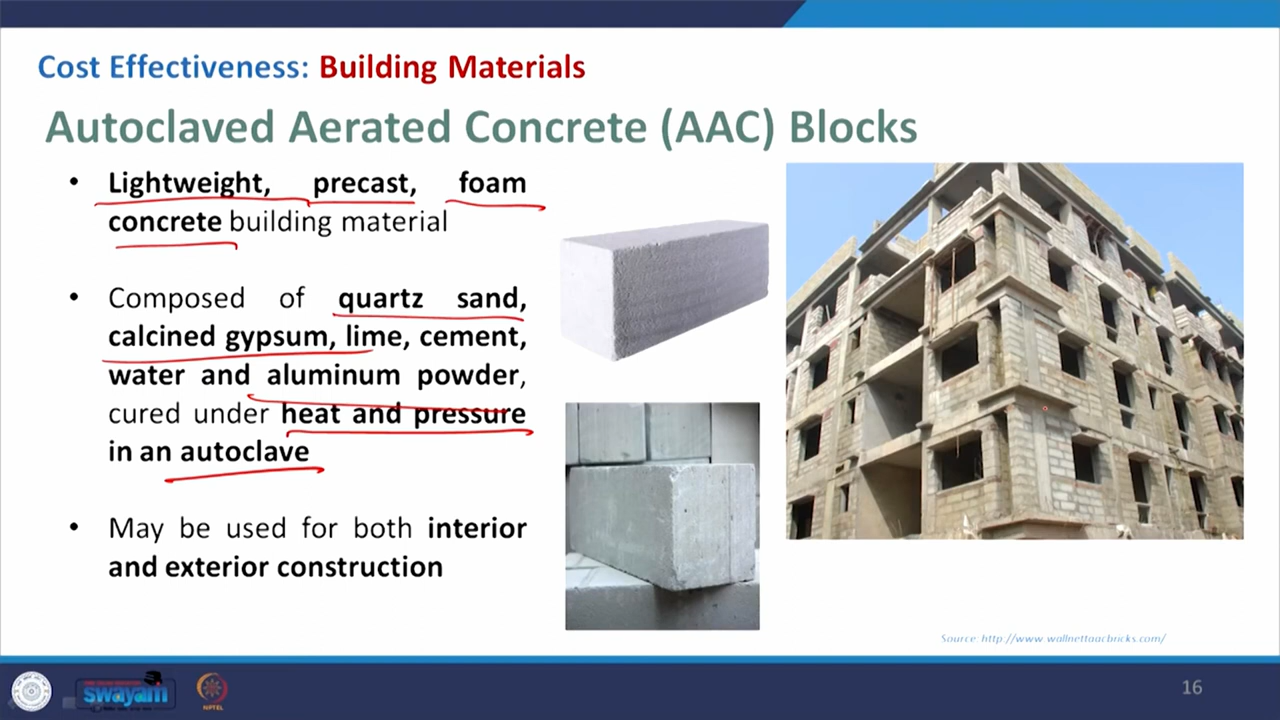 Cost Effectiveness: Building Materials
Autoclaved Aerated Concrete (AAC) Blocks
• Lightweight, precast, foam
concrete building material
• Composed of quartz sand,
calcined gypsum, lime, cement,
water and aluminum powder,
cured under heat and pressure
in an autoclave
• May be used for both interior
and exterior construction
Source: http://www.wallnettaacbricks.com/
swayam
NPTEL
16